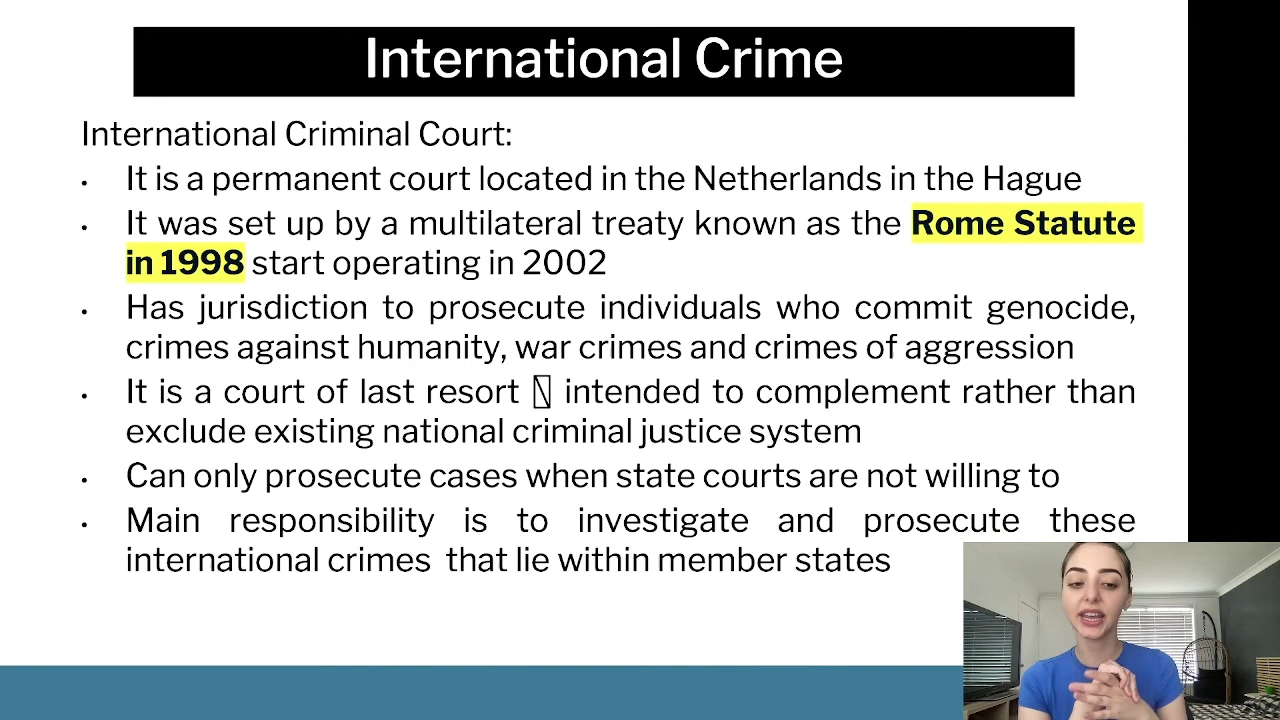 International Crime
International Criminal Court:
• It is a permanent court located in the Netherlands in the Hague
• It was set up by a multilateral treaty known as the Rome Statute
in 1998 start operating in 2002
• Has jurisdiction to prosecute individuals who commit genocide,
crimes against humanity, war crimes and crimes of aggression
• It is a court of last resort intended to complement rather than
exclude existing national criminal justice system
• Can only prosecute cases when state courts are not willing to
• Main responsibility is to investigate and prosecute these
international crimes that lie within member states